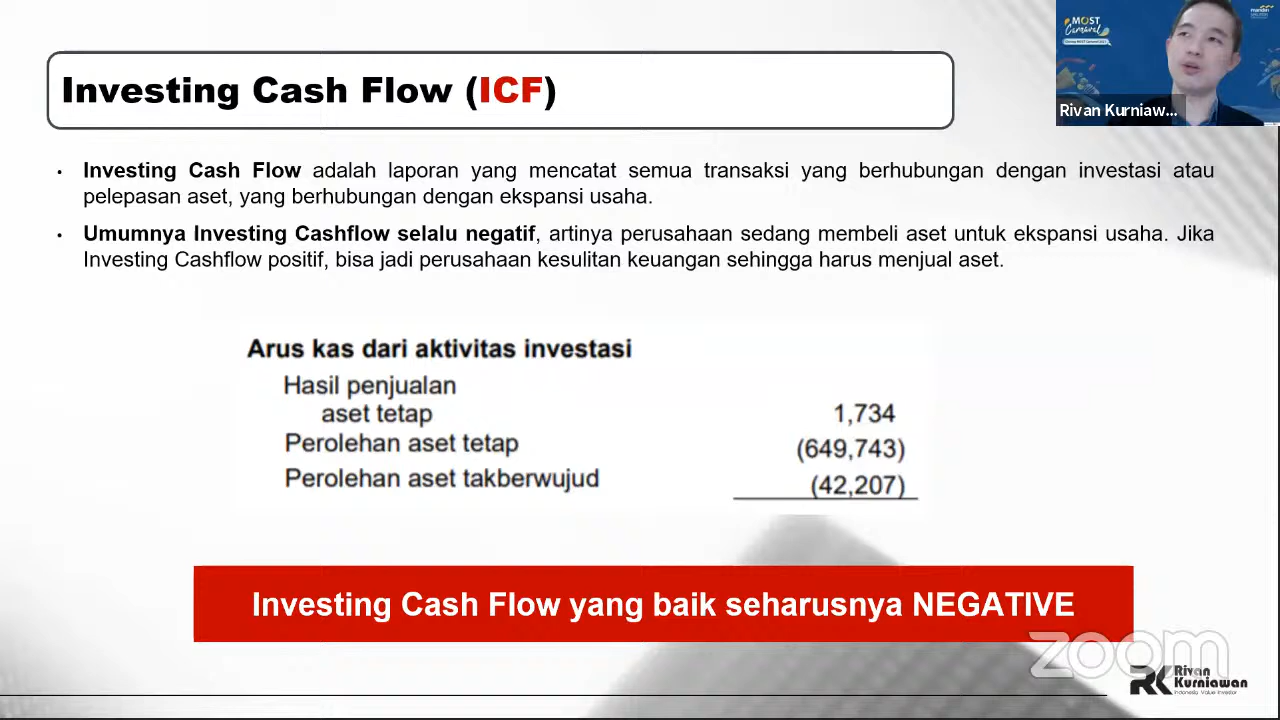 Investing Cash Flow (ICF)
MOST
Carnaval
mandiri
Rivan Kurniaw...
• Investing Cash Flow adalah laporan yang mencatat semua transaksi yang berhubungan dengan investasi atau
pelepasan aset, yang berhubungan dengan ekspansi usaha.
• Umumnya Investing Cashflow selalu negatif, artinya perusahaan sedang membeli aset untuk ekspansi usaha. Jika
Investing Cashflow positif, bisa jadi perusahaan kesulitan keuangan sehingga harus menjual aset.
Arus kas dari aktivitas investasi
Hasil penjualan
aset tetap 1,734
Perolehan aset tetap (649,743)
Perolehan aset takberwujud (42,207)
Investing Cash Flow yang baik seharusnya NEGATIVE
zoom
RK Rivan
Kurniawan
Indonesia Value Investor